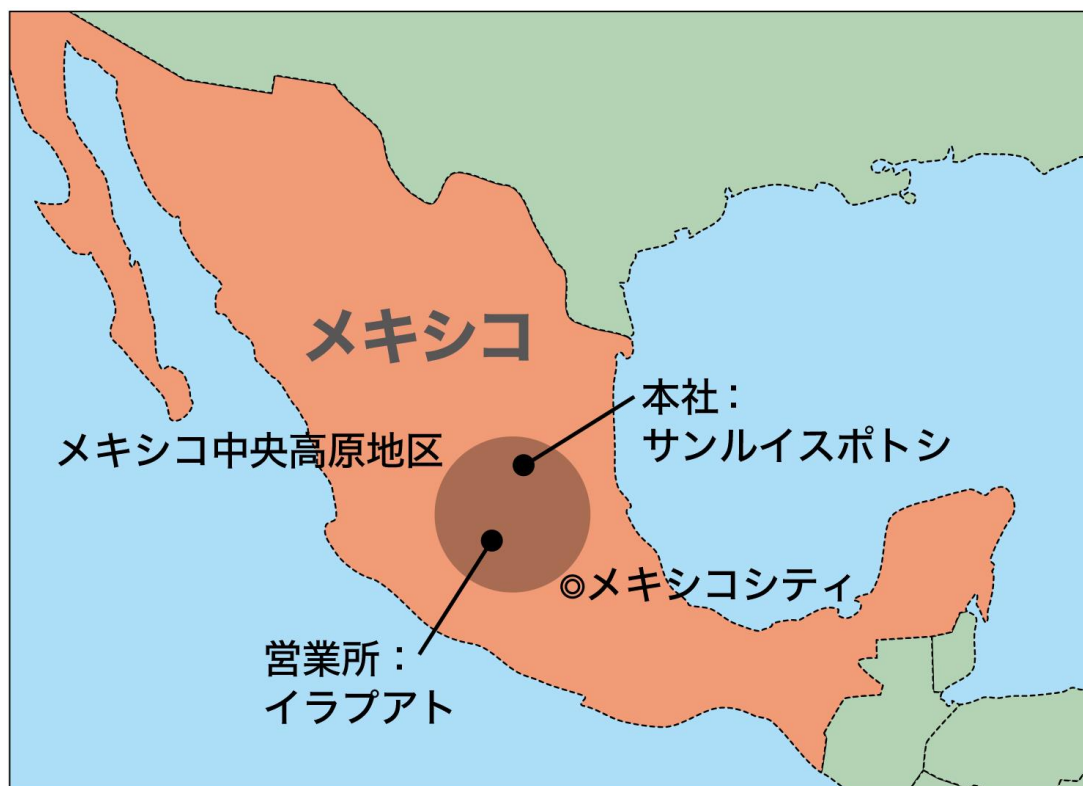 メキシコ
本社：
サンルイスポトシ
メキシコ中央高原地区
◎メキシコシティ
営業所：
イラプアト